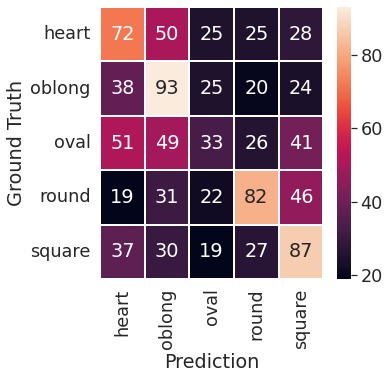 heart 72 50 25 25 28
oblong 38 93 25 20 24
oval 51 49 33 26 41
round 19 31 22 82 46
square 37 30 19 27 87
heart oblong oval round square
Prediction
Ground Truth
80
60
40
20